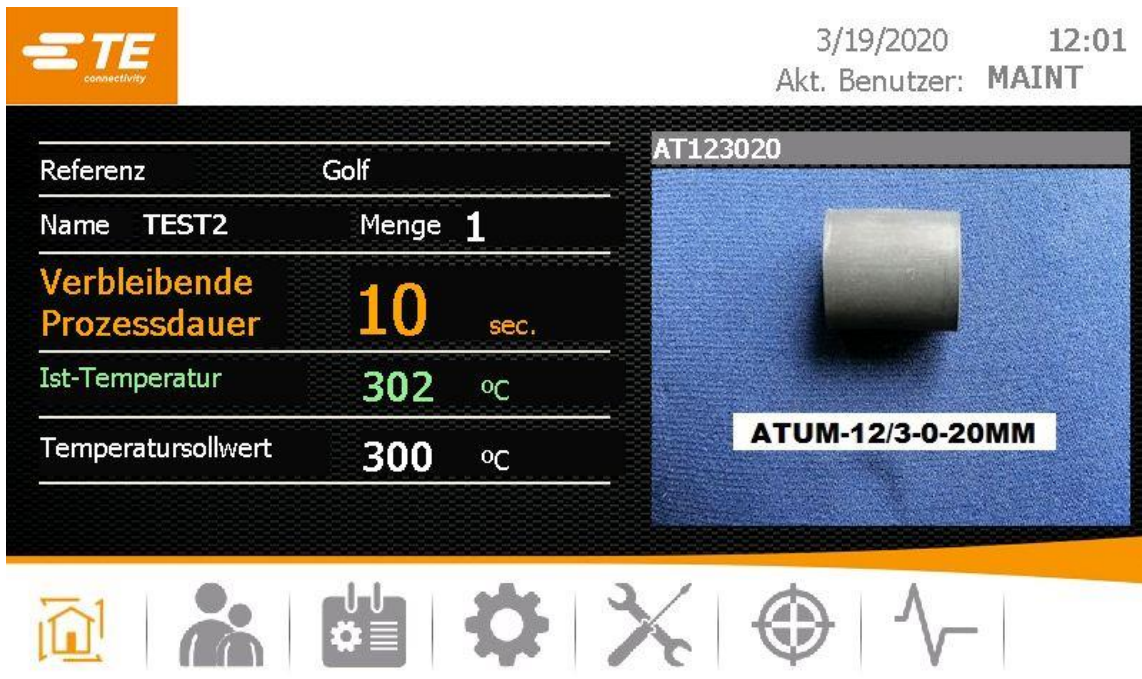 TE
connectivity
3/19/2020 12:01
Akt. Benutzer: MAINT
Referenz Golf
Name TEST2 Menge 1
Verbleibende
Prozessdauer 10 sec.
Ist-Temperatur 302 ºC
Temperatursollwert 300 ºC
AT123020
ATUM-12/3-0-20MM